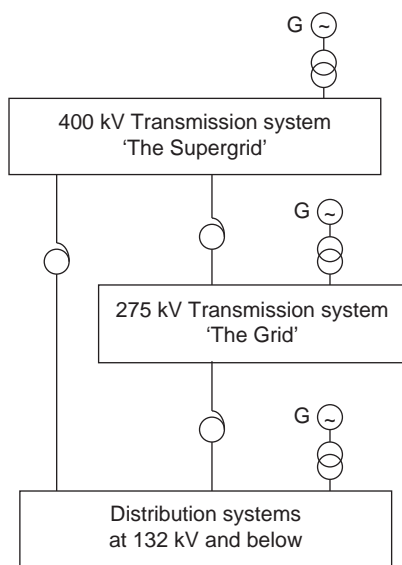 G ~
400 kV Transmission system
‘The Supergrid’
G ~
275 kV Transmission system
‘The Grid’
G ~
Distribution systems
at 132 kV and below